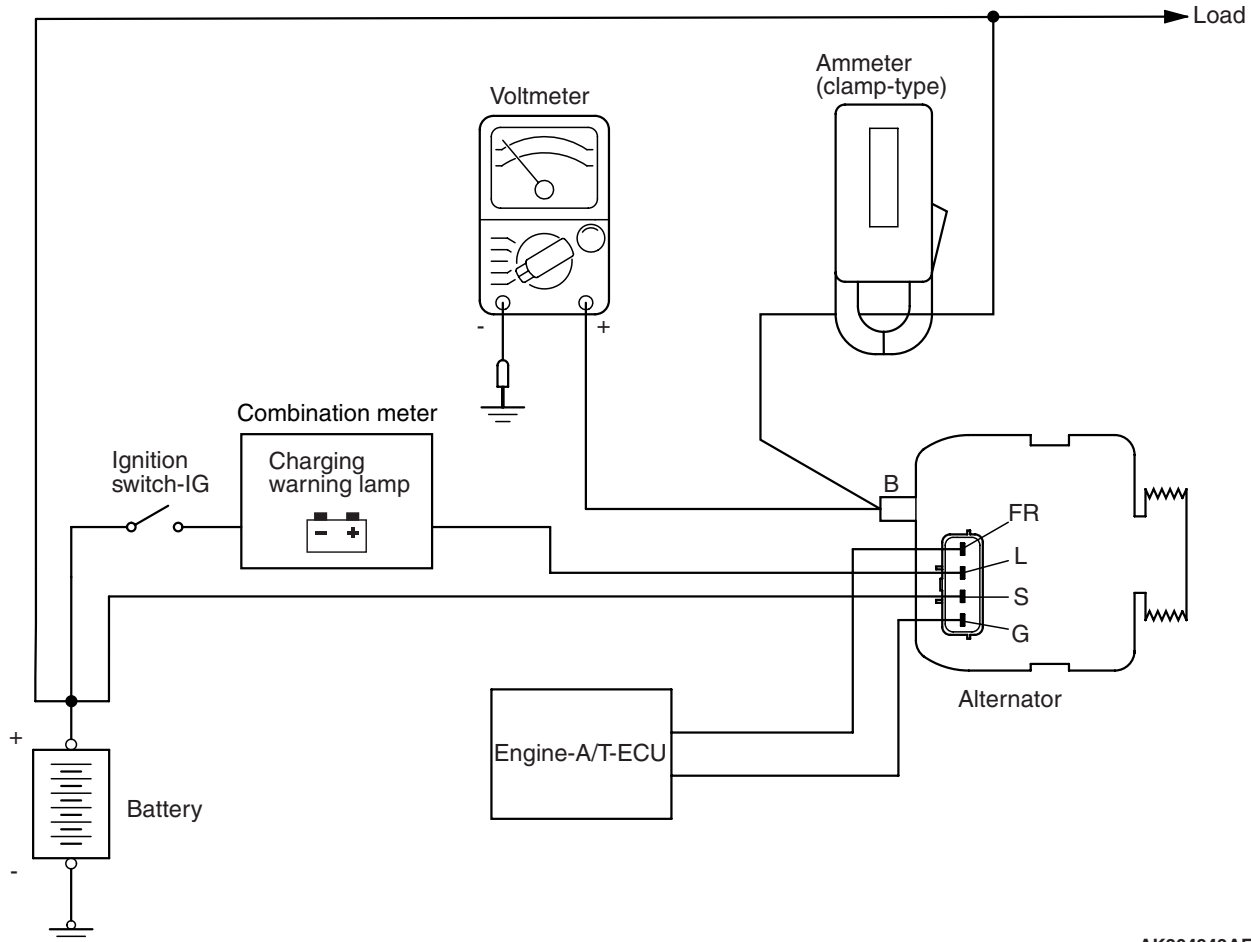 Load
Ammeter
(clamp-type)
Voltmeter
- +
Combination meter
Ignition
switch-IG
Charging
warning lamp
- +
B
FR
L
S
G
Alternator
Engine-A/T-ECU
+
Battery
-